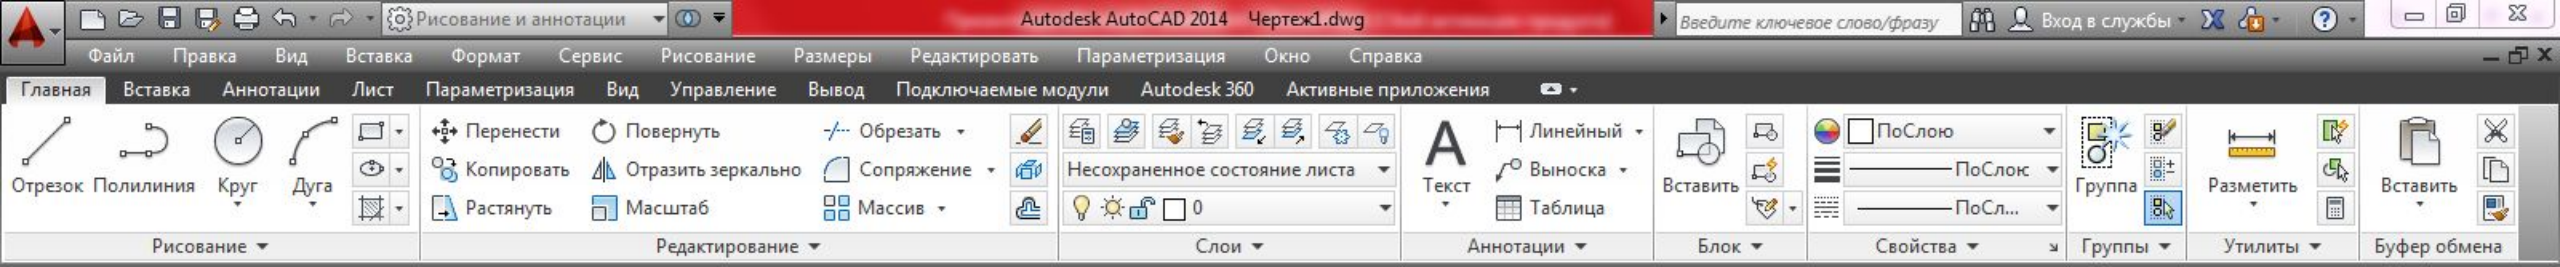 Рисование и аннотации Autodesk AutoCAD 2014 Чертеж1.dwg Введите ключевое слово/фразу Вход в службы
Файл Правка Вид Вставка Формат Сервис Рисование Размеры Редактировать Параметризация Окно Справка
Главная Вставка Аннотации Лист Параметризация Вид Управление Вывод Подключаемые модули Autodesk 360 Активные приложения
Перенести Повернуть Обрезать Линейный ПоСлою
Копировать Отразить зеркально Сопряжение Несохраненное состояние листа Выноска ПоСлою
Отрезок Полилиния Круг Дуга Текст Вставить Группа Разметить Вставить
Растянуть Масштаб Массив 0 Таблица ПоСл...
Рисование Редактирование Слои Аннотации Блок Свойства Группы Утилиты Буфер обмена